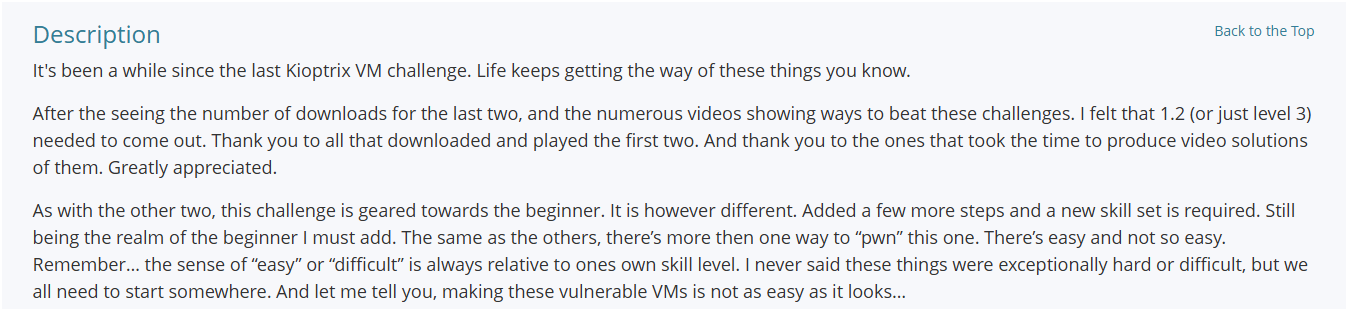 Description
Back to the Top
It's been a while since the last Kioptrix VM challenge. Life keeps getting the way of these things you know.
After the seeing the number of downloads for the last two, and the numerous videos showing ways to beat these challenges. I felt that 1.2 (or just level 3)
needed to come out. Thank you to all that downloaded and played the first two. And thank you to the ones that took the time to produce video solutions
of them. Greatly appreciated.
As with the other two, this challenge is geared towards the beginner. It is however different. Added a few more steps and a new skill set is required. Still
being the realm of the beginner I must add. The same as the others, there’s more then one way to “pwn” this one. There’s easy and not so easy.
Remember… the sense of “easy” or “difficult” is always relative to ones own skill level. I never said these things were exceptionally hard or difficult, but we
all need to start somewhere. And let me tell you, making these vulnerable VMs is not as easy as it looks…